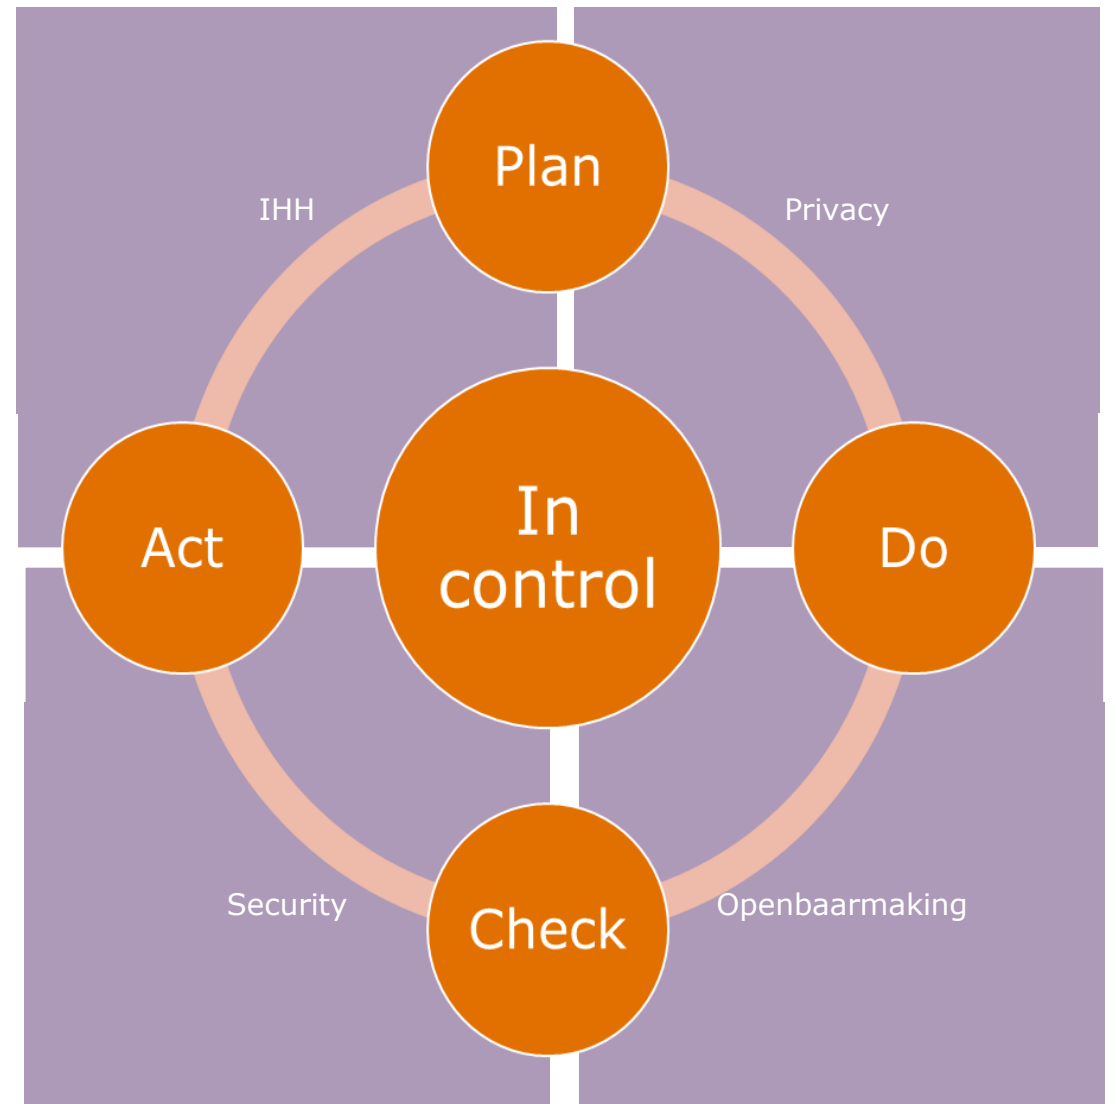 Plan
IHH
Privacy
Act
In
control
Do
Security
Openbaarmaking
Check